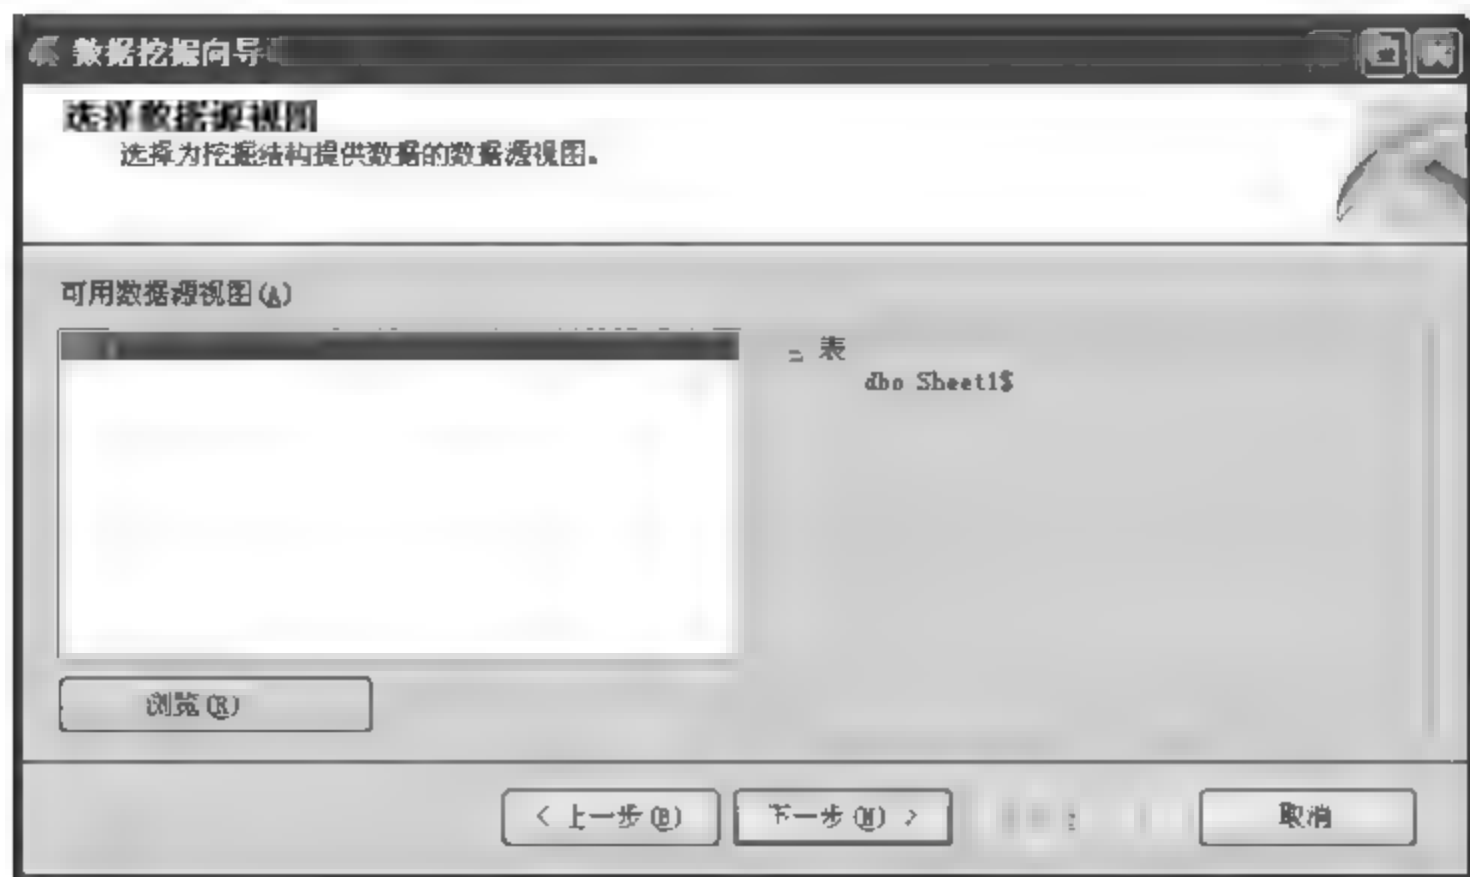 数据挖掘向导
选择数据源视图
选择为挖掘结构提供数据的数据源视图。
可用数据源视图(A)
表
dbo Sheet1$
浏览(R)
< 上一步(B)
下一步(N) >
取消